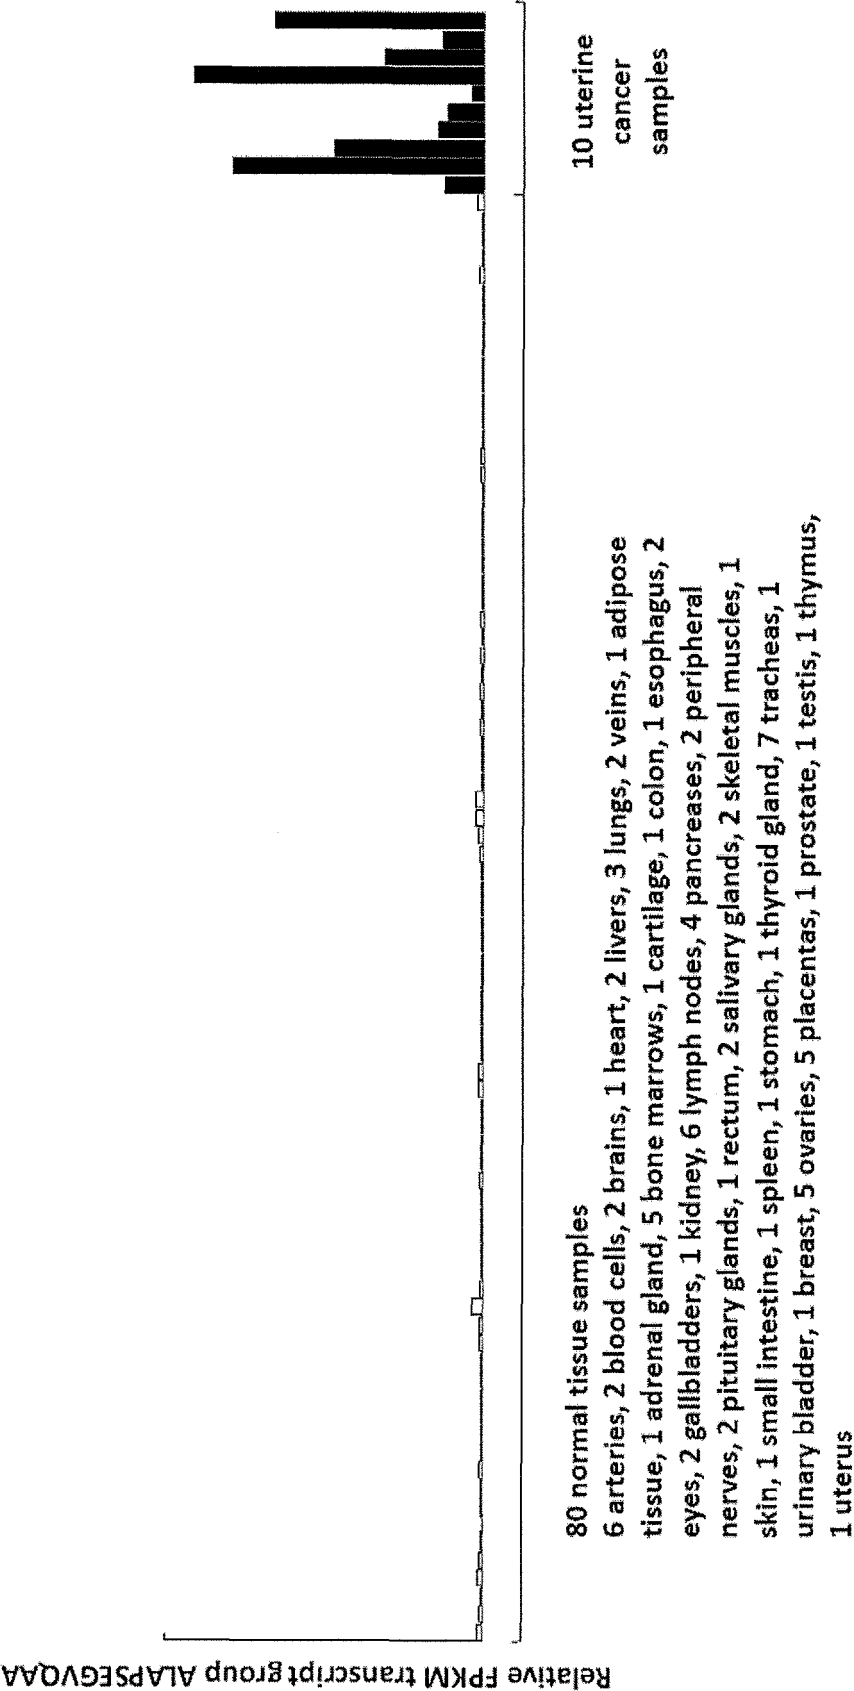 Relative FPKM transcript group ALAPSEGVQAA
80 normal tissue samples
6 arteries, 2 blood cells, 2 brains, 1 heart, 2 livers, 3 lungs, 2 veins, 1 adipose
tissue, 1 adrenal gland, 5 bone marrows, 1 cartilage, 1 colon, 1 esophagus, 2
eyes, 2 gallbladders, 1 kidney, 6 lymph nodes, 4 pancreases, 2 peripheral
nerves, 2 pituitary glands, 1 rectum, 2 salivary glands, 2 skeletal muscles, 1
skin, 1 small intestine, 1 spleen, 1 stomach, 1 thyroid gland, 7 tracheas, 1
urinary bladder, 1 breast, 5 ovaries, 5 placentas, 1 prostate, 1 testis, 1 thymus,
1 uterus
10 uterine
cancer
samples